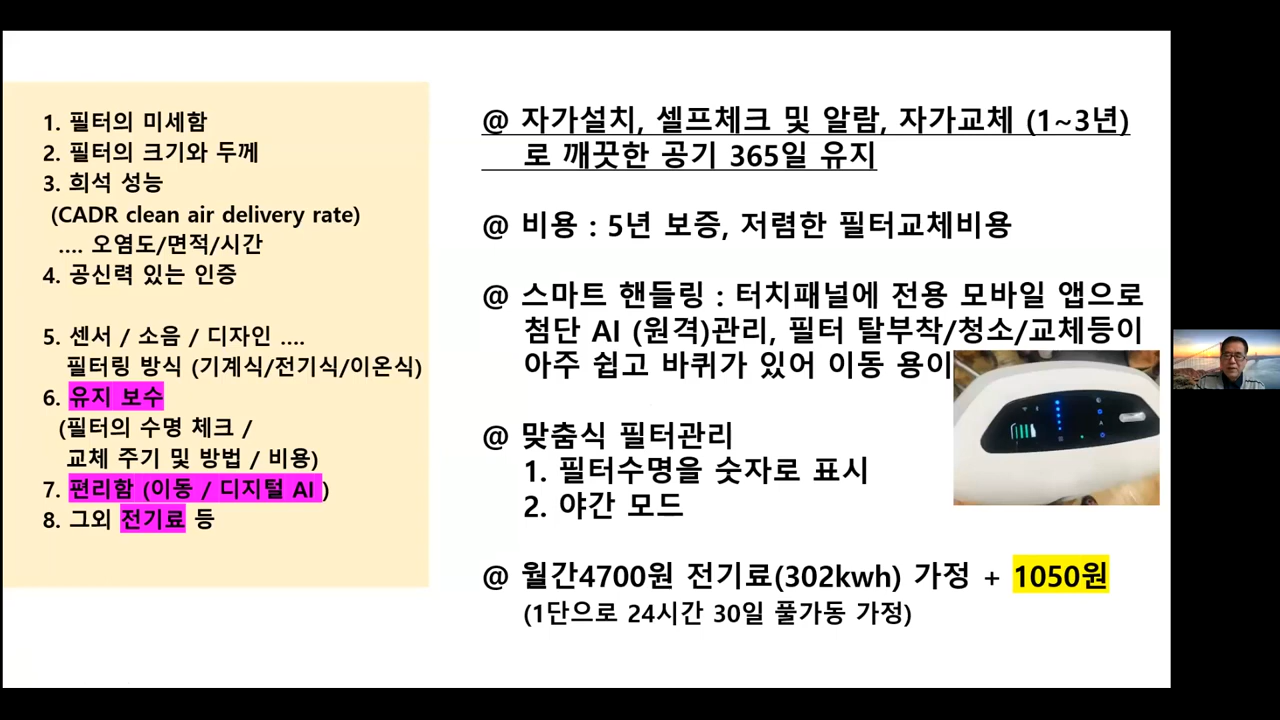 1. 필터의 미세함
2. 필터의 크기와 두께
3. 희석 성능
(CADR clean air delivery rate)
.... 오염도/면적/시간
4. 공신력 있는 인증
5. 센서 / 소음 / 디자인 ....
필터링 방식 (기계식/전기식/이온식)
6. 유지 보수
(필터의 수명 체크 /
교체 주기 및 방법 / 비용)
7. 편리함 (이동 / 디지털 AI )
8. 그외 전기료 등
@ 자가설치, 셀프체크 및 알람, 자가교체 (1~3년)
로 깨끗한 공기 365일 유지
@ 비용 : 5년 보증, 저렴한 필터교체비용
@ 스마트 핸들링 : 터치패널에 전용 모바일 앱으로
첨단 AI (원격)관리, 필터 탈부착/청소/교체등이
아주 쉽고 바퀴가 있어 이동 용이
@ 맞춤식 필터관리
1. 필터수명을 숫자로 표시
2. 야간 모드
@ 월간4700원 전기료(302kwh) 가정 + 1050원
(1단으로 24시간 30일 풀가동 가정)